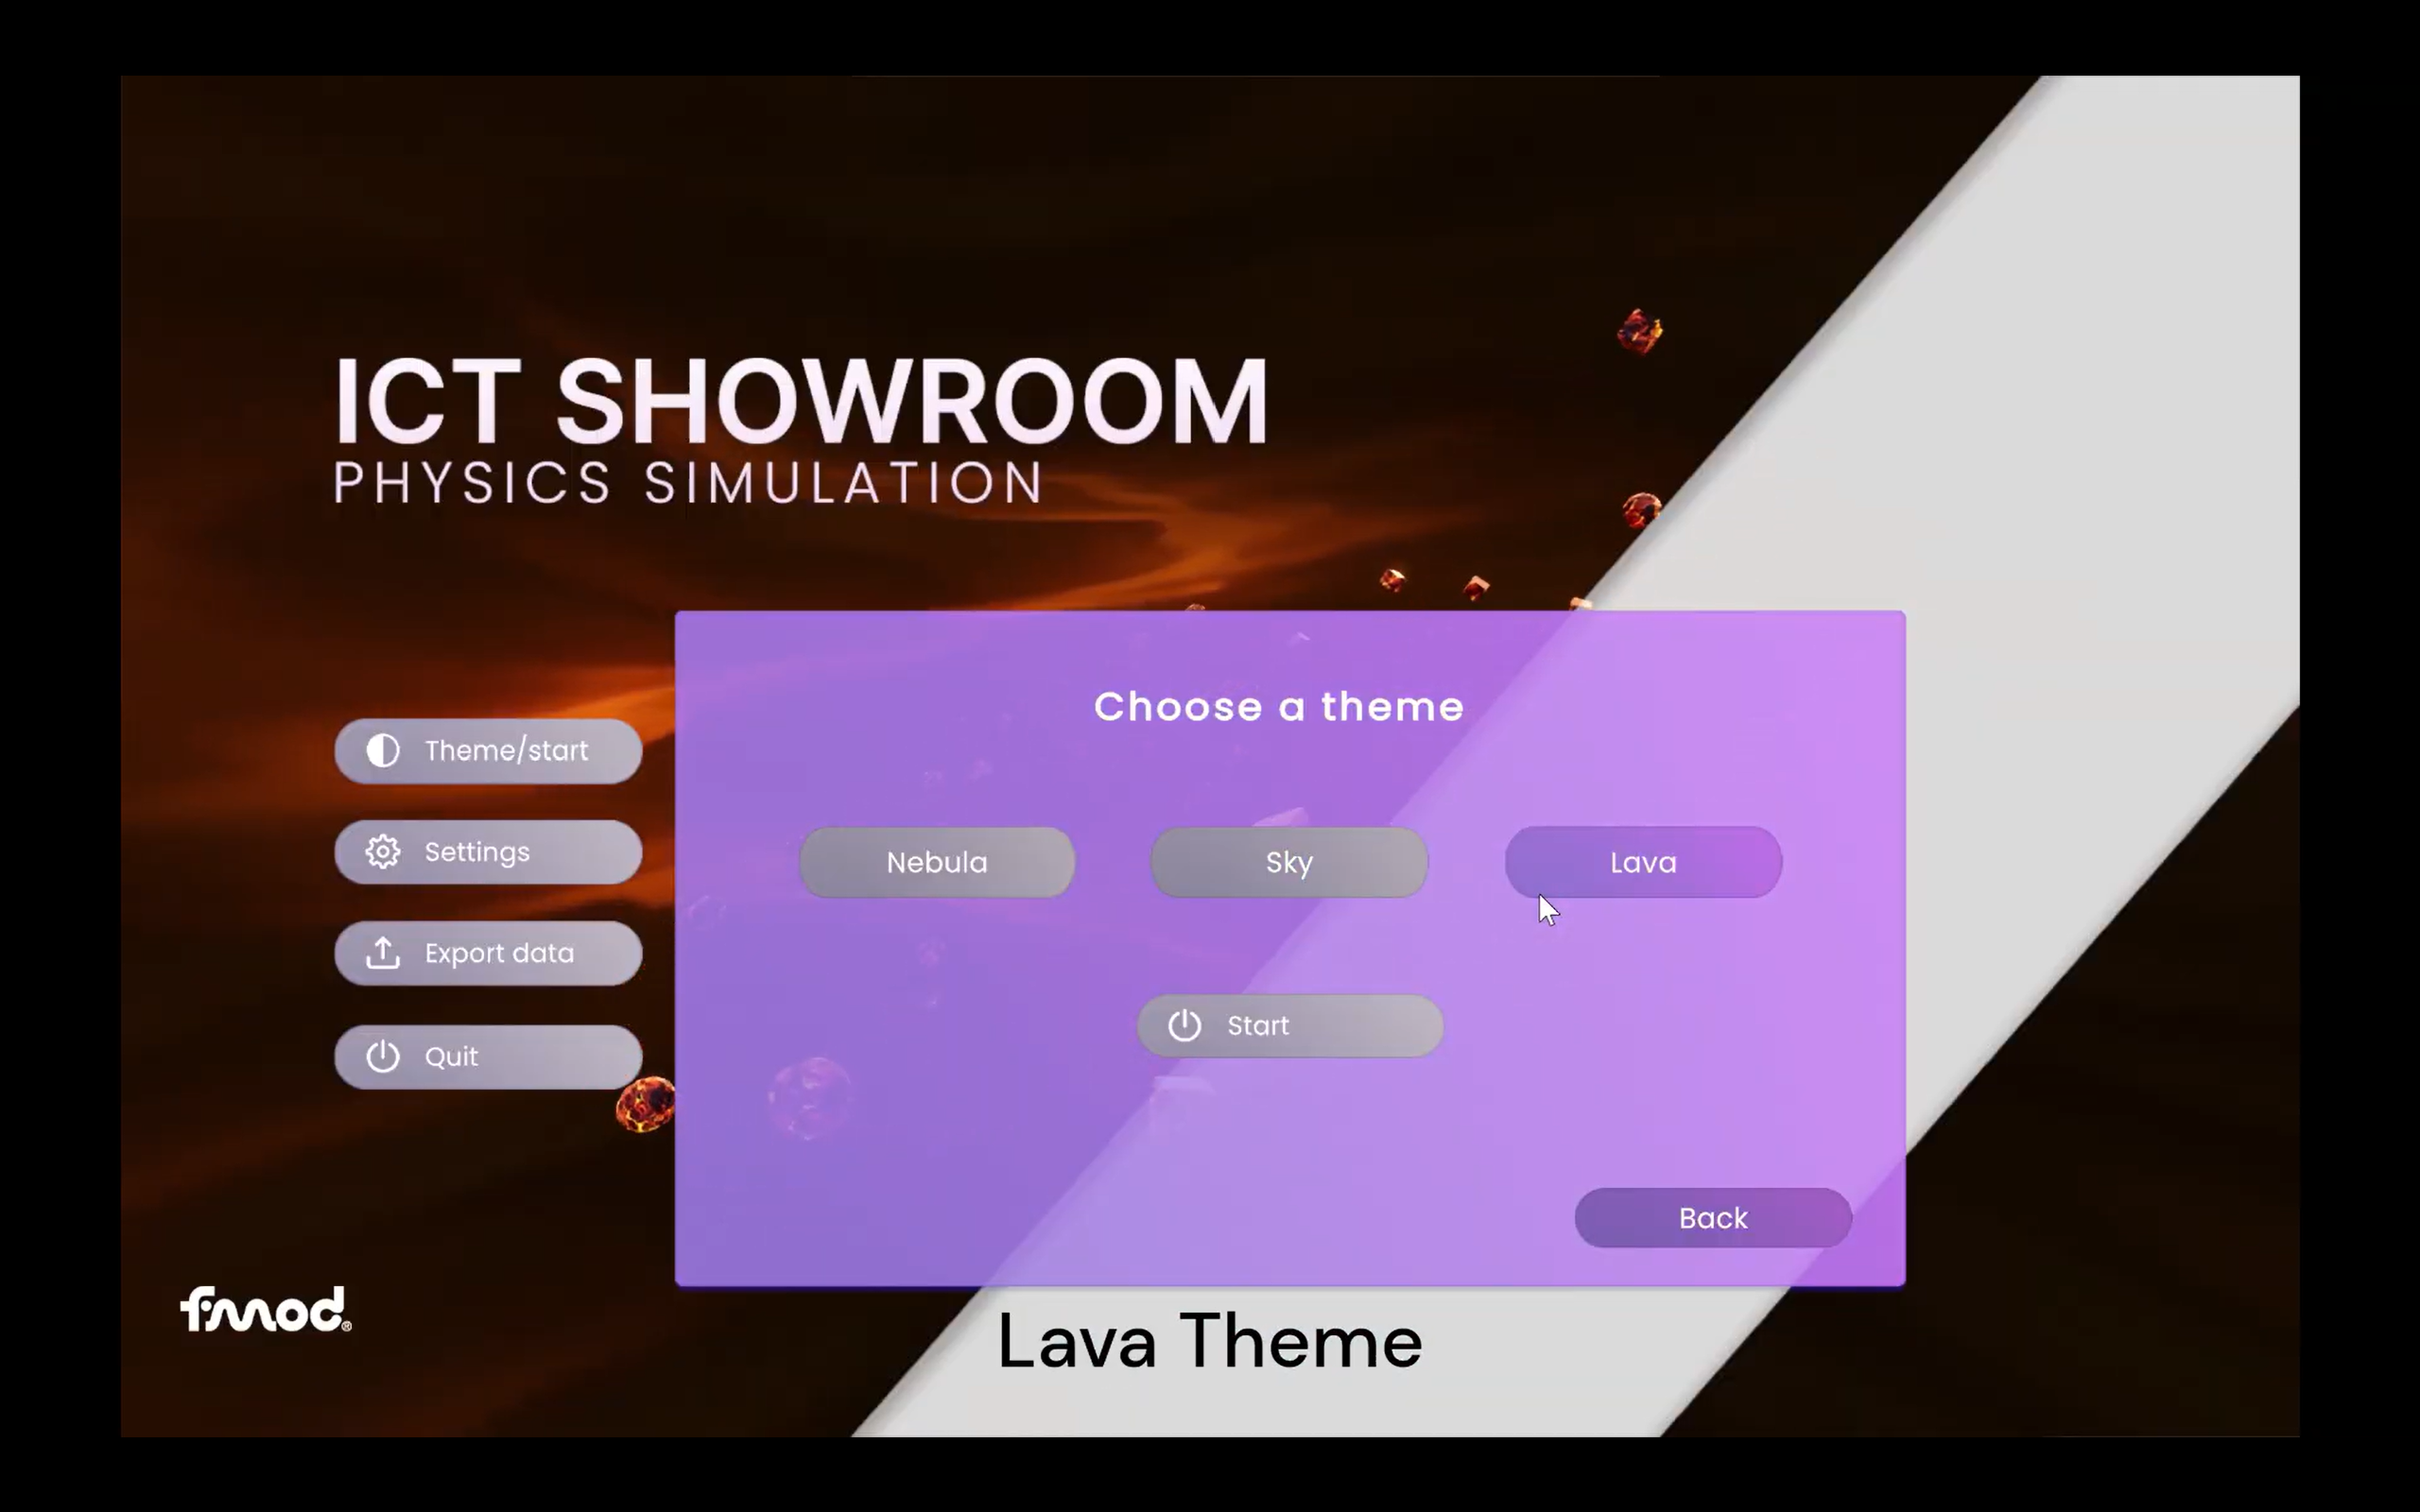 ICT SHOWROOM
PHYSICS SIMULATION
Choose a theme
Theme/start
Settings
Export data
Quit
Nebula
Sky
Lava
Start
Back
fmod®
Lava Theme